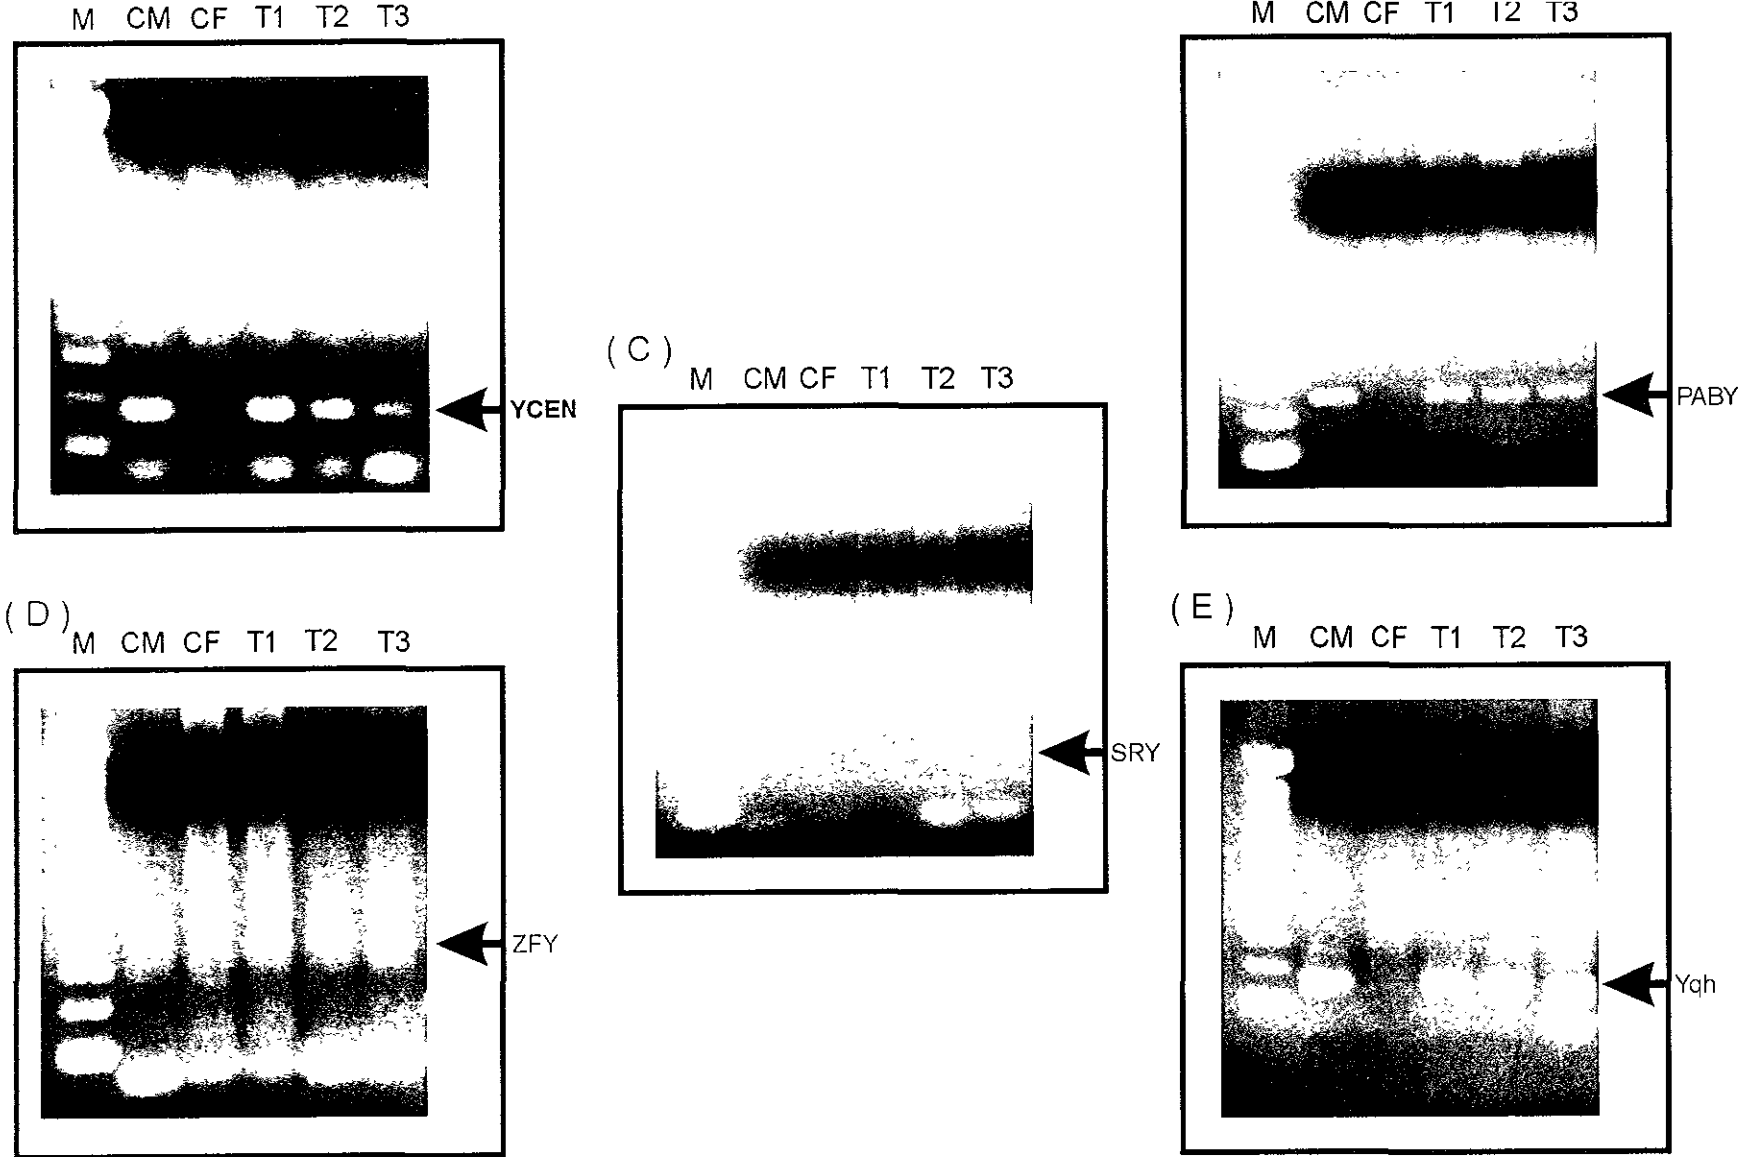 M CM CF T1 T2 T3
YCEN
M CM CF T1 T2 T3
PABY
( C )
M CM CF T1 T2 T3
SRY
( D )
M CM CF T1 T2 T3
ZFY
( E )
M CM CF T1 T2 T3
Yqh